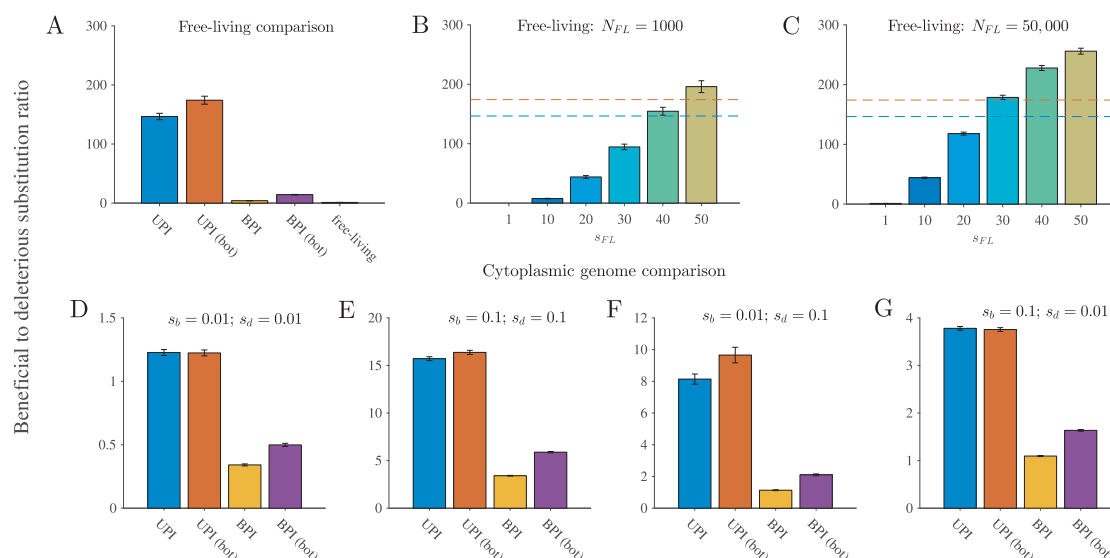 Beneficial to deleterious substitution ratio
A
Free-living comparison
300
200
100
0
UPI
UPI (bot)
BPI
BPI (bot)
free-living
B
Free-living: N_FL = 1000
300
200
100
0
1 10 20 30 40 50
s_FL
C
Free-living: N_FL = 50,000
300
200
100
0
1 10 20 30 40 50
s_FL
Cytoplasmic genome comparison
D
s_b = 0.01; s_d = 0.01
1.5
1
0.5
0
UPI
UPI (bot)
BPI
BPI (bot)
E
s_b = 0.1; s_d = 0.1
20
15
10
5
0
UPI
UPI (bot)
BPI
BPI (bot)
F
s_b = 0.01; s_d = 0.1
12
10
8
6
4
2
0
UPI
UPI (bot)
BPI
BPI (bot)
G
s_b = 0.1; s_d = 0.01
4
3
2
1
0
UPI
UPI (bot)
BPI
BPI (bot